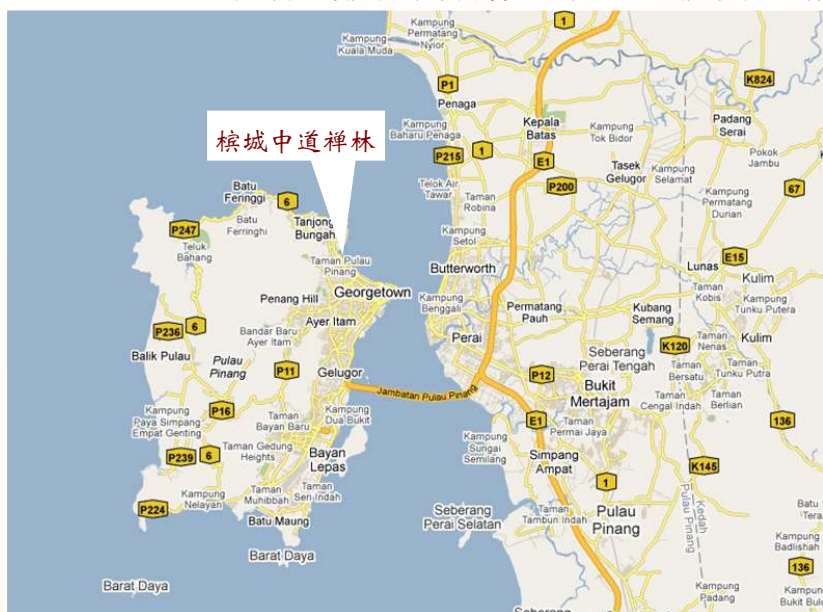 Kampung
Kuala Muda
Kampung
Permatang
Nyior
1
K824
P1
Penaga
Padang
Serai
Kampung
Baharu Penaga
Kepala
Batas
Kampung
Tok Bidor
槟城中道禅林
P215
1
E1
Pokok
Jambu
Tasek
Gelugor
Kampung
Selamat
Telok Air
Tawar
Taman
Robina
P200
67
Kampung
Permatang
Durian
Batu
Feringgi
6
Batu
Ferringhi
Tanjong
Bungah
P247
Teluk
Bahang
Kampung
Setol
Taman Pulau
Pinang
Butterworth
Lunas
E15
Kulim
Taman
Kobis
Kampung
Tunku Putera
Georgetown
Penang Hill
Kampung
Benggali
Permatang
Pauh
Kubang
Semang
Ayer Itam
Bandar Baru
Ayer Itam
P236
6
Balik Pulau
Pulau
Pinang
Perai
Taman
Nenas
Kulim
K120
Seberang
Perai Tengah
Taman
Bersatu
Taman
Tunku Putra
P11
Gelugor
P12
Bukit
Mertajam
Jambatan Pulau Pinang
Taman
Cengal Indah
Taman
Berlian
Kampung
Paya Simpang
Empat Genting
P16
Taman
Bayan Baru
Kampung
Dua Bukit
E1
Taman
Permai Jaya
136
P239
6
Taman Gedung
Heights
Bayan
Lepas
Kampung
Sungai
Semilang
Simpang
Ampat
K145
Taman
Muhibbah
Taman
Seri Indah
1
Kedah
Pulau Pinang
P224
Kampung
Nelayan
Batu Maung
Seberang
Perai Selatan
Taman
Tambun Indah
Pulau
Pinang
Batu
Kampung
Badlishah
Barat Daya
Barat Daya
136
Kampung
Padang
Kampung
Seberang